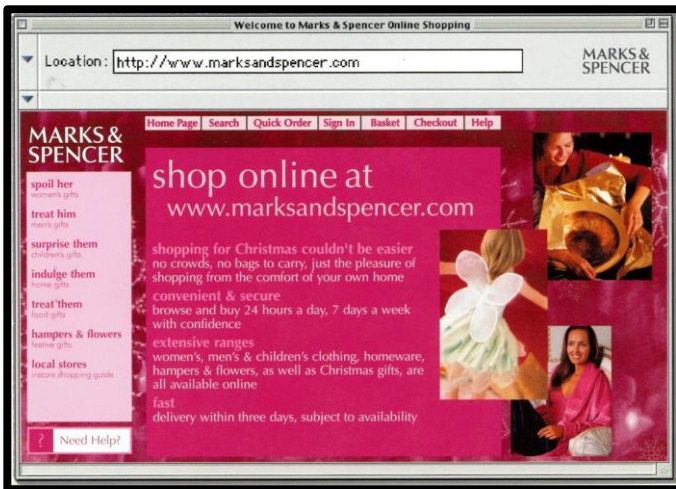 Welcome to Marks & Spencer Online Shopping
Location: http://www.marksandspencer.com
MARKS &
SPENCER
Home Page Search Quick Order Sign In Basket Checkout Help
MARKS &
SPENCER
spoil her
women's gifts
treat him
men's gifts
surprise them
children's gifts
indulge them
home gifts
treat them
food gifts
hampers & flowers
festive gifts
local stores
instore shopping guide
? Need Help?
shop online at
www.marksandspencer.com
shopping for Christmas couldn't be easier
no crowds, no bags to carry, just the pleasure of
shopping from the comfort of your own home
convenient & secure
browse and buy 24 hours a day, 7 days a week
with confidence
extensive ranges
women's, men's & children's clothing, homeware,
hampers & flowers, as well as Christmas gifts, are
all available online
fast
delivery within three days, subject to availability